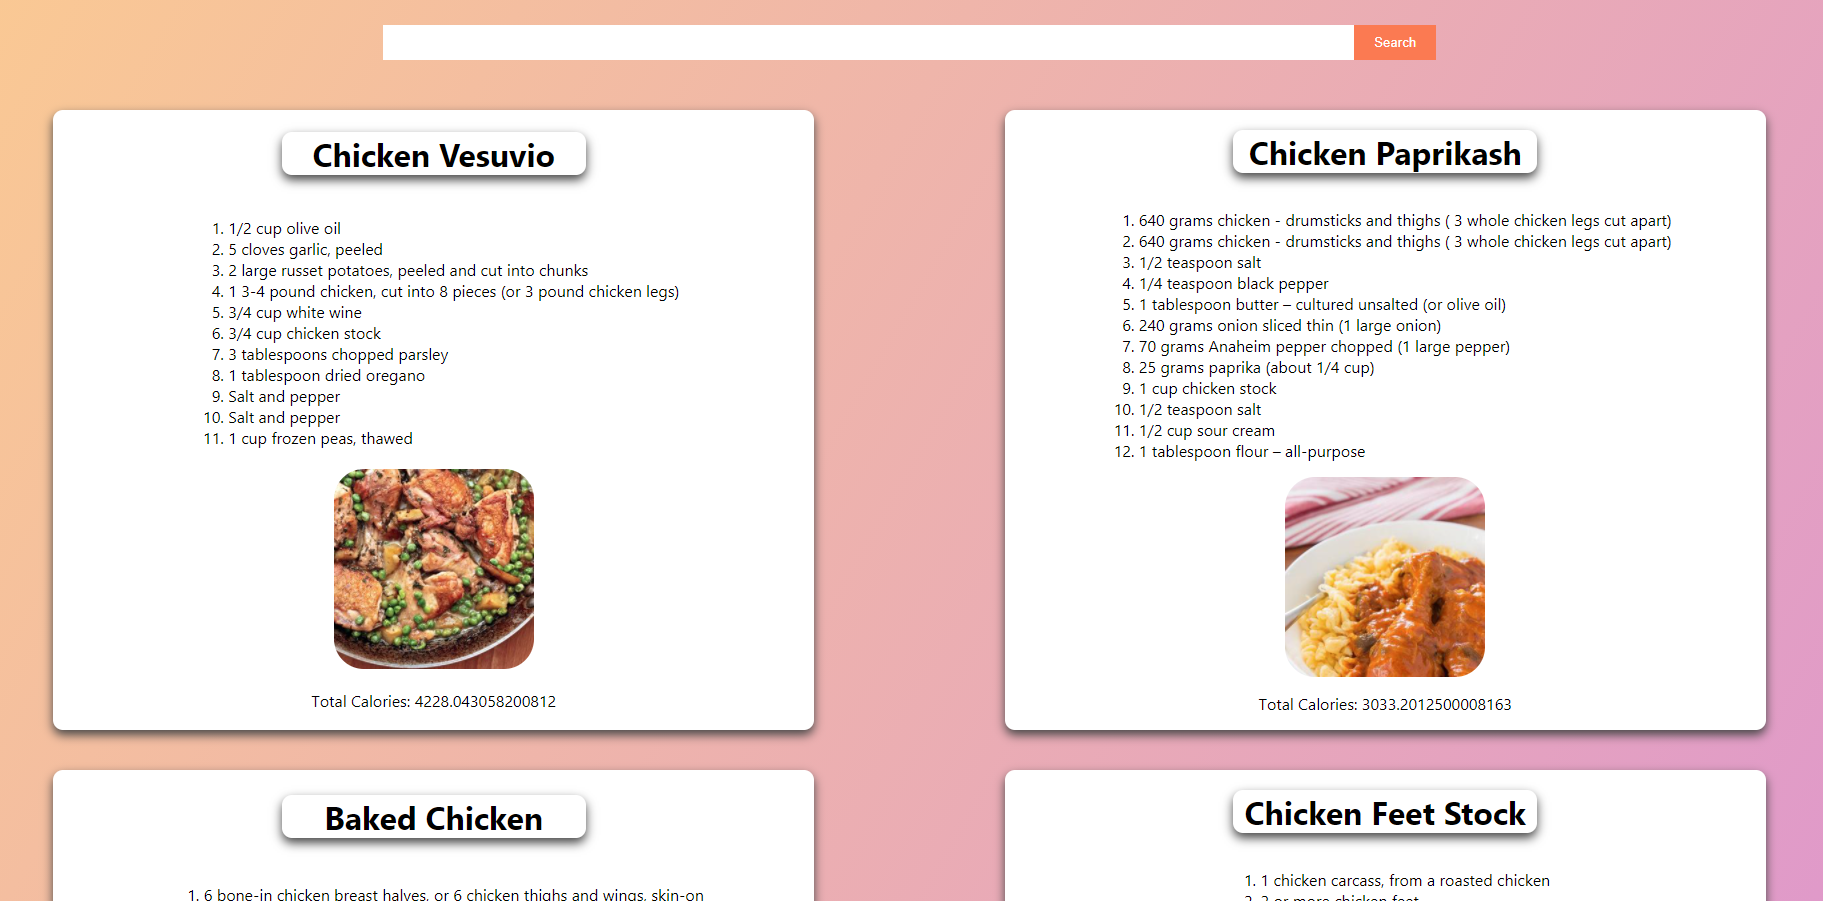 Search
Chicken Vesuvio
1. 1/2 cup olive oil
2. 5 cloves garlic, peeled
3. 2 large russet potatoes, peeled and cut into chunks
4. 1 3-4 pound chicken, cut into 8 pieces (or 3 pound chicken legs)
5. 3/4 cup white wine
6. 3/4 cup chicken stock
7. 3 tablespoons chopped parsley
8. 1 tablespoon dried oregano
9. Salt and pepper
10. Salt and pepper
11. 1 cup frozen peas, thawed
Total Calories: 4228.043058200812
Chicken Paprikash
1. 640 grams chicken - drumsticks and thighs ( 3 whole chicken legs cut apart)
2. 640 grams chicken - drumsticks and thighs ( 3 whole chicken legs cut apart)
3. 1/2 teaspoon salt
4. 1/4 teaspoon black pepper
5. 1 tablespoon butter – cultured unsalted (or olive oil)
6. 240 grams onion sliced thin (1 large onion)
7. 70 grams Anaheim pepper chopped (1 large pepper)
8. 25 grams paprika (about 1/4 cup)
9. 1 cup chicken stock
10. 1/2 teaspoon salt
11. 1/2 cup sour cream
12. 1 tablespoon flour – all-purpose
Total Calories: 3033.2012500008163
Baked Chicken
1. 6 bone-in chicken breast halves, or 6 chicken thighs and wings, skin-on
Chicken Feet Stock
1. 1 chicken carcass, from a roasted chicken
2. 2 or more chicken feet